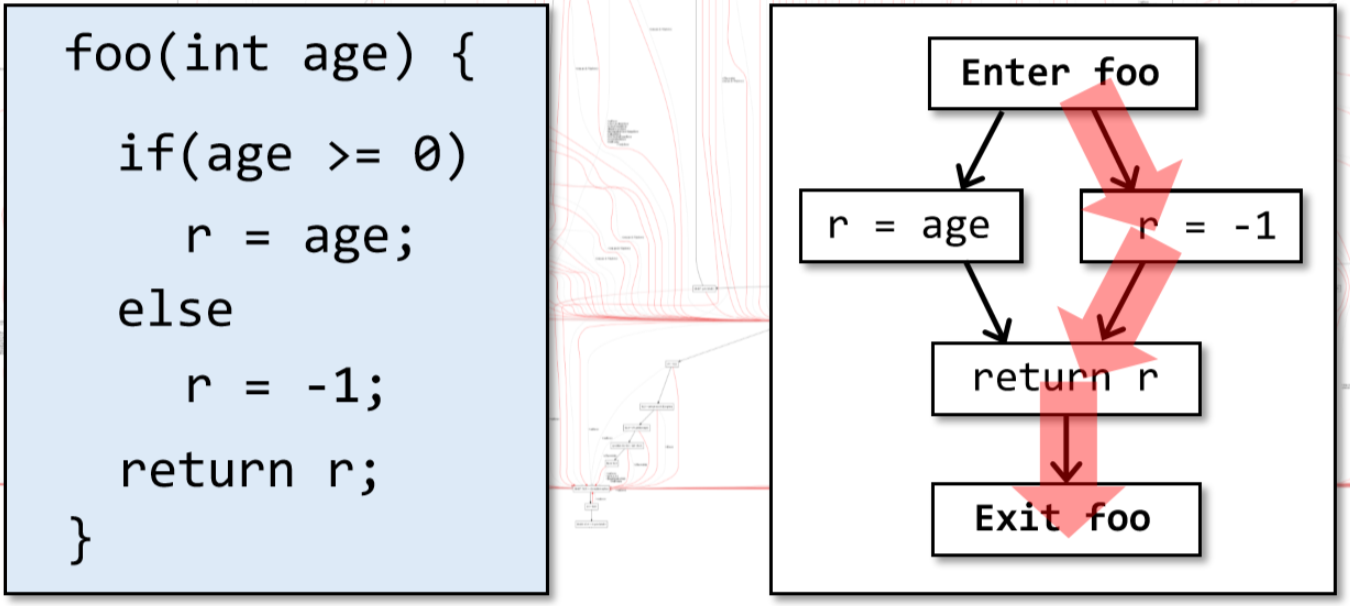 foo(int age) {
if(age >= 0)
r = age;
else
r = -1;
return r;
}
Enter foo
r = age
r = -1
return r
Exit foo